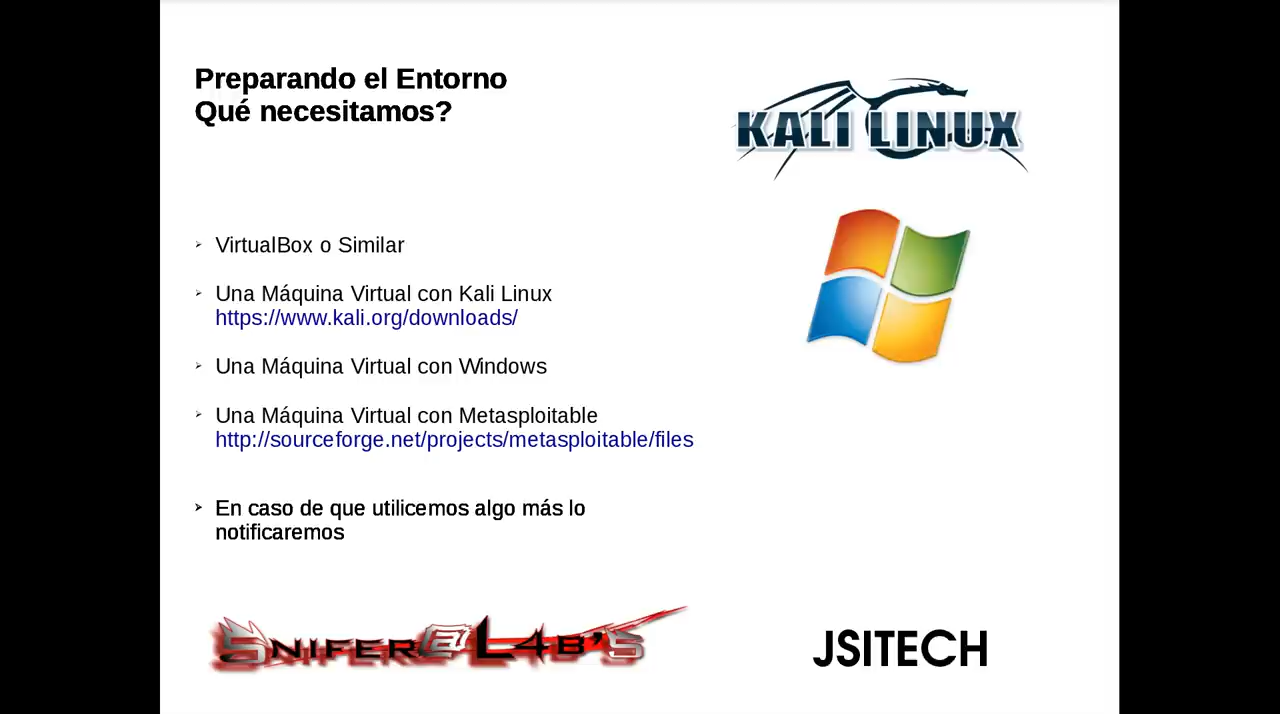 Preparando el Entorno
Qué necesitamos?
KALI LINUX
VirtualBox o Similar
Una Máquina Virtual con Kali Linux
https://www.kali.org/downloads/
Una Máquina Virtual con Windows
Una Máquina Virtual con Metasploitable
http://sourceforge.net/projects/metasploitable/files
En caso de que utilicemos algo más lo
notificaremos
SNIFER@L4B'S
JSITECH